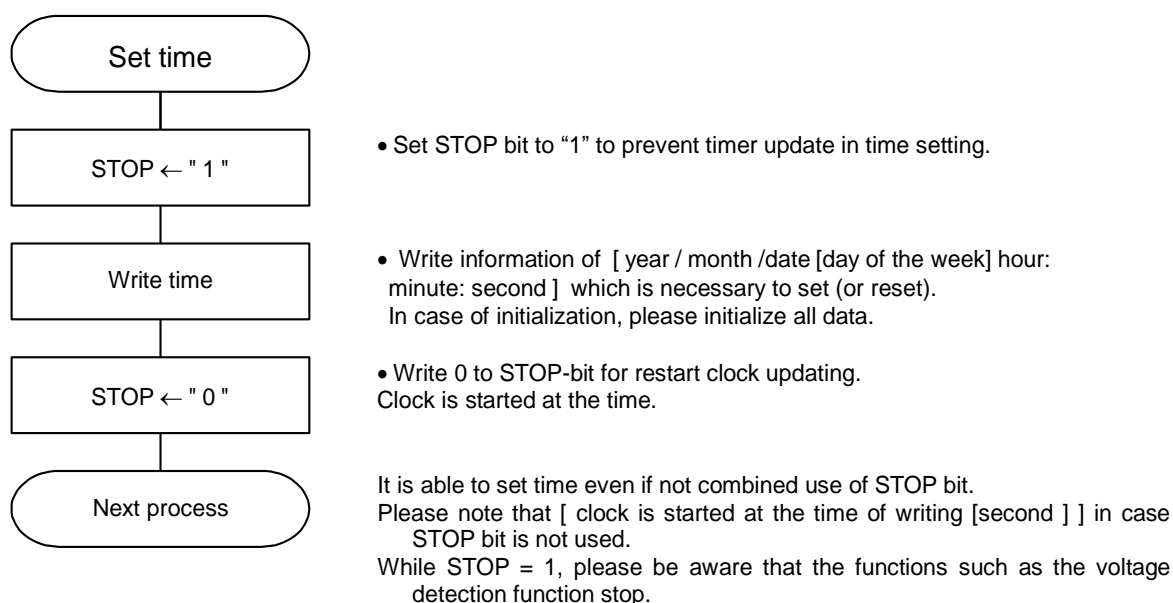 Set time
STOP ← " 1 "
• Set STOP bit to “1” to prevent timer update in time setting.
Write time
• Write information of [ year / month /date [day of the week] hour:
minute: second ] which is necessary to set (or reset).
In case of initialization, please initialize all data.
STOP ← " 0 "
• Write 0 to STOP-bit for restart clock updating.
Clock is started at the time.
Next process
It is able to set time even if not combined use of STOP bit.
Please note that [ clock is started at the time of writing [second ] ] in case
STOP bit is not used.
While STOP = 1, please be aware that the functions such as the voltage
detection function stop.